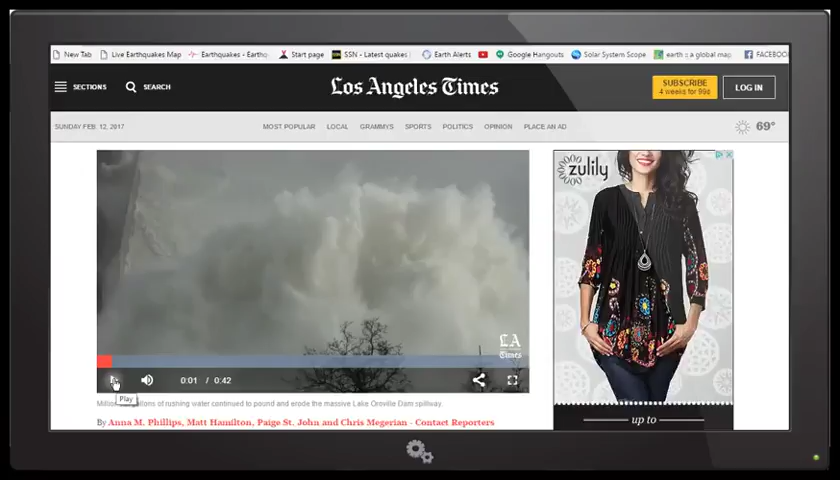 New Tab Live Earthquakes Map Earthquakes - Eartho Start page SSN - Latest quakes Earth Alerts Google Hangouts Solar System Scope earth :: a global map FACEBOO
SECTIONS SEARCH Los Angeles Times SUBSCRIBE LOG IN
4 weeks for 99¢
SUNDAY FEB. 12, 2017 MOST POPULAR LOCAL GRAMMYS SPORTS POLITICS OPINION PLACE AN AD 69°
zulily
LA
Times
0:01 / 0:42
Play
of rushing water continued to pound and erode the massive Lake Oroville Dam spillway.
By Anna M. Phillips, Matt Hamilton, Paige St. John and Chris Megerian - Contact Reporters
up to